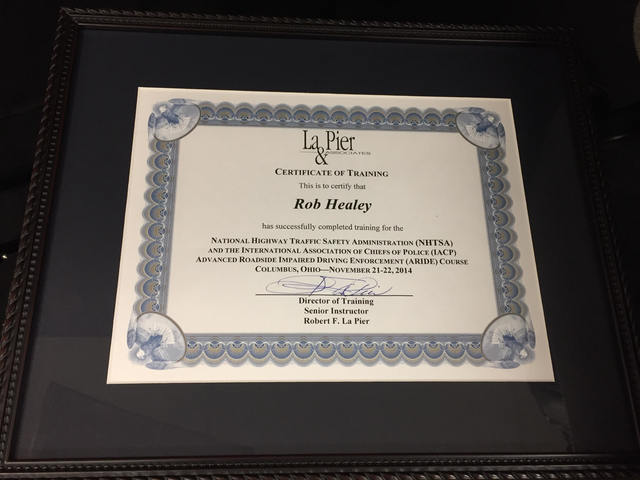 La Pier
& ASSOCIATES
CERTIFICATE OF TRAINING
This is to certify that
Rob Healey
has successfully completed training for the
NATIONAL HIGHWAY TRAFFIC SAFETY ADMINISTRATION (NHTSA)
AND THE INTERNATIONAL ASSOCIATION OF CHIEFS OF POLICE (IACP)
ADVANCED ROADSIDE IMPAIRED DRIVING ENFORCEMENT (ARIDE) COURSE
COLUMBUS, OHIO—NOVEMBER 21-22, 2014
Director of Training
Senior Instructor
Robert F. La Pier